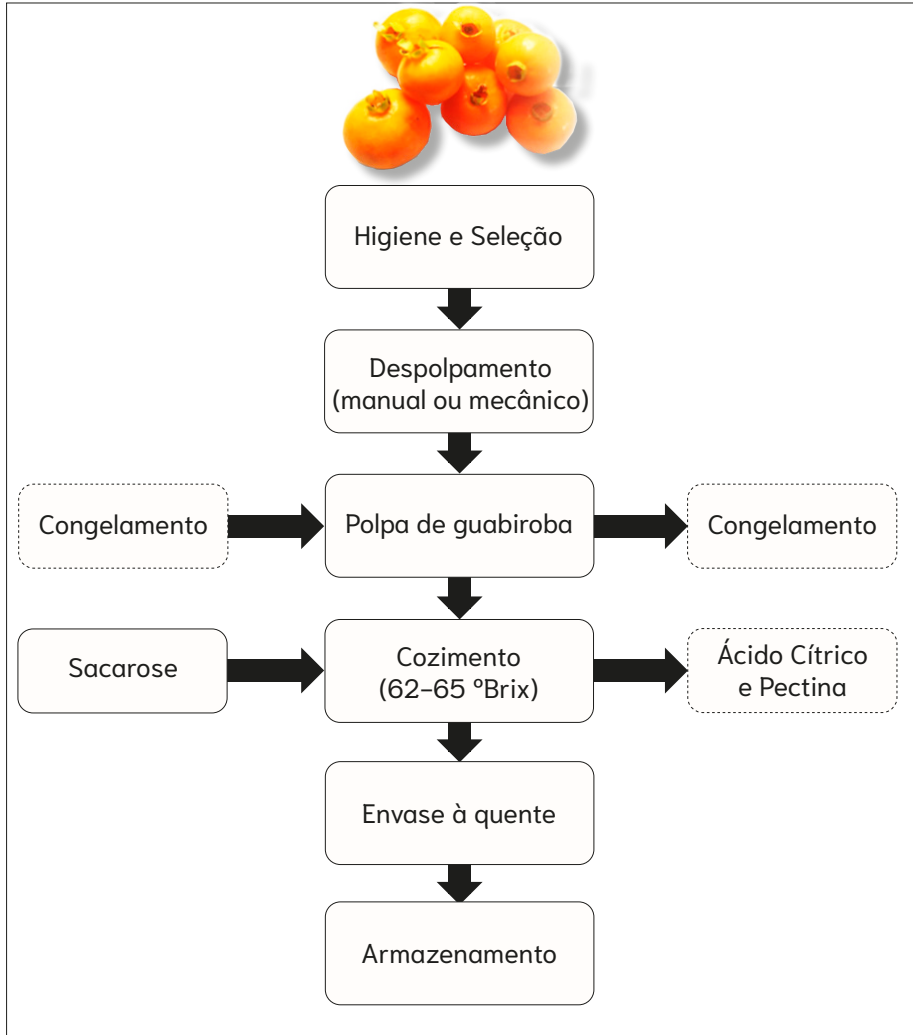 Higiene e Seleção
Despolpamento
(manual ou mecânico)
Congelamento
Polpa de guabiroba
Congelamento
Sacarose
Cozimento
(62-65 ºBrix)
Ácido Cítrico
e Pectina
Envase à quente
Armazenamento